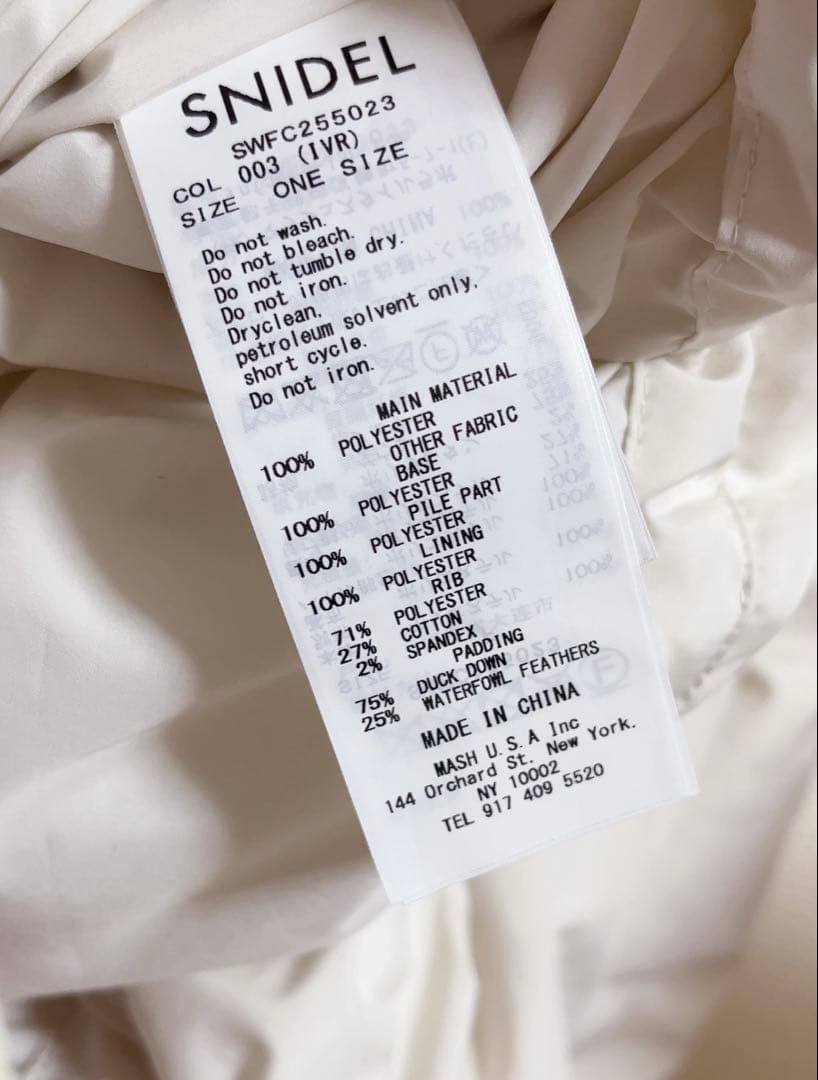 SNIDEL
SWFC255023
COL 003 (IVR)
SIZE ONE SIZE
Do not wash.
Do not bleach.
Do not tumble dry.
Do not iron.
Dryclean,
petroleum solvent only,
short cycle.
Do not iron.
MAIN MATERIAL
100% POLYESTER
OTHER FABRIC
BASE
100% POLYESTER
PILE PART
100% POLYESTER
LINING
100% POLYESTER
RIB
71% POLYESTER
27% COTTON
2% SPANDEX
PADDING
75% DUCK DOWN
25% WATERFOWL FEATHERS
MADE IN CHINA
MASH U.S.A Inc
144 Orchard St. New York.
NY 10002
TEL 917 409 5520